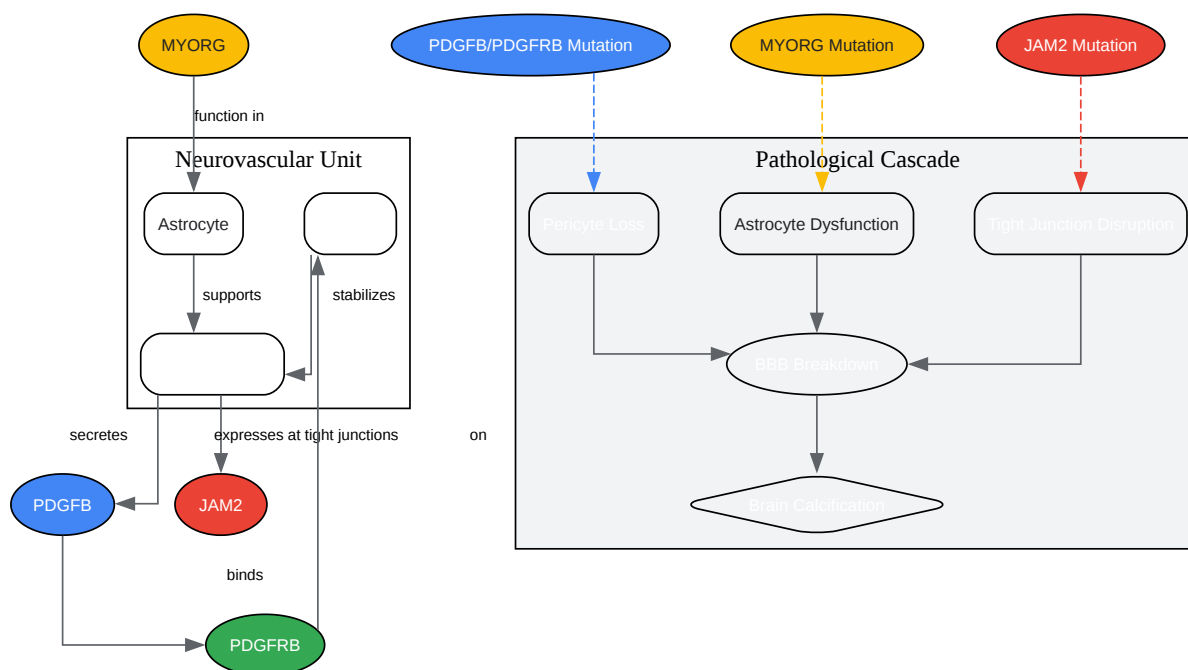 MYORG
PDGFB/PDGFRB Mutation
MYORG Mutation
JAM2 Mutation
function in
Neurovascular Unit
Pathological Cascade
Astrocyte
Pericyte Loss
Astrocyte Dysfunction
Tight Junction Disruption
supports
stabilizes
BBB Breakdown
secretes
expresses at tight junctions
on
PDGFB
JAM2
Brain Calcification
binds
PDGFRB